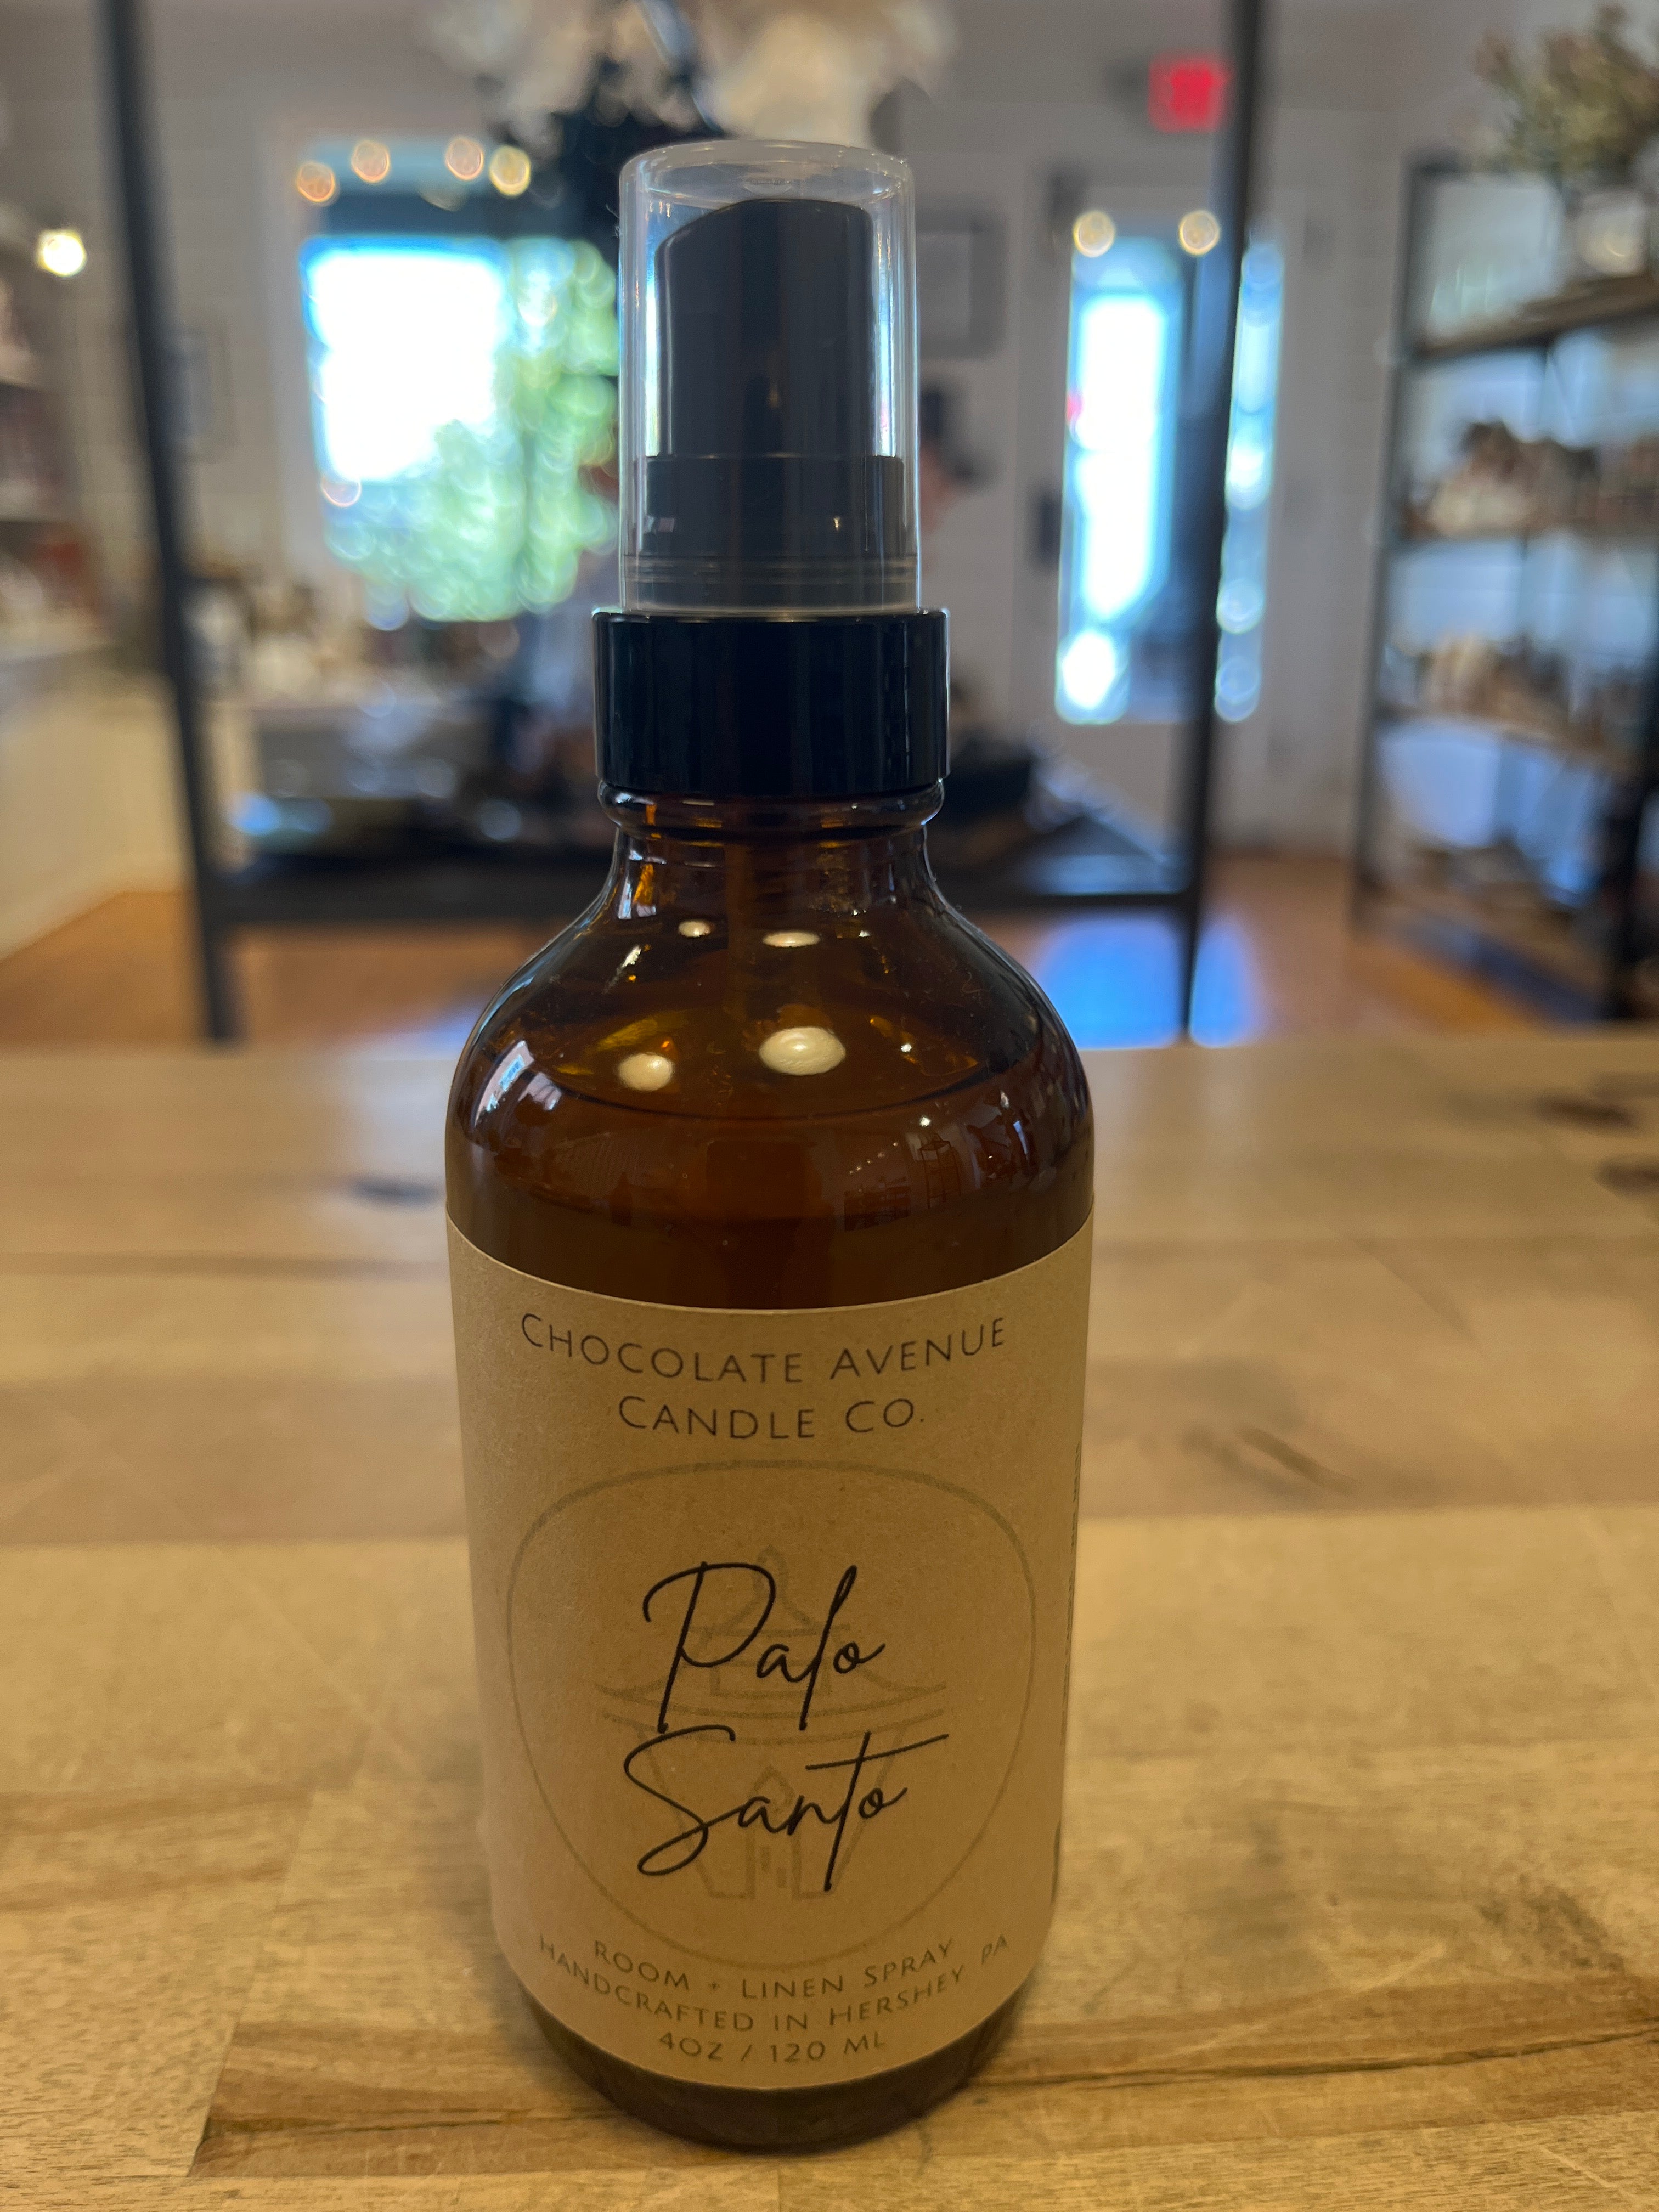 CHOCOLATE AVENUE
CANDLE CO.
Palo
Santo
ROOM + LINEN SPRAY
HANDCRAFTED IN HERSHEY, PA
4OZ / 120 ML